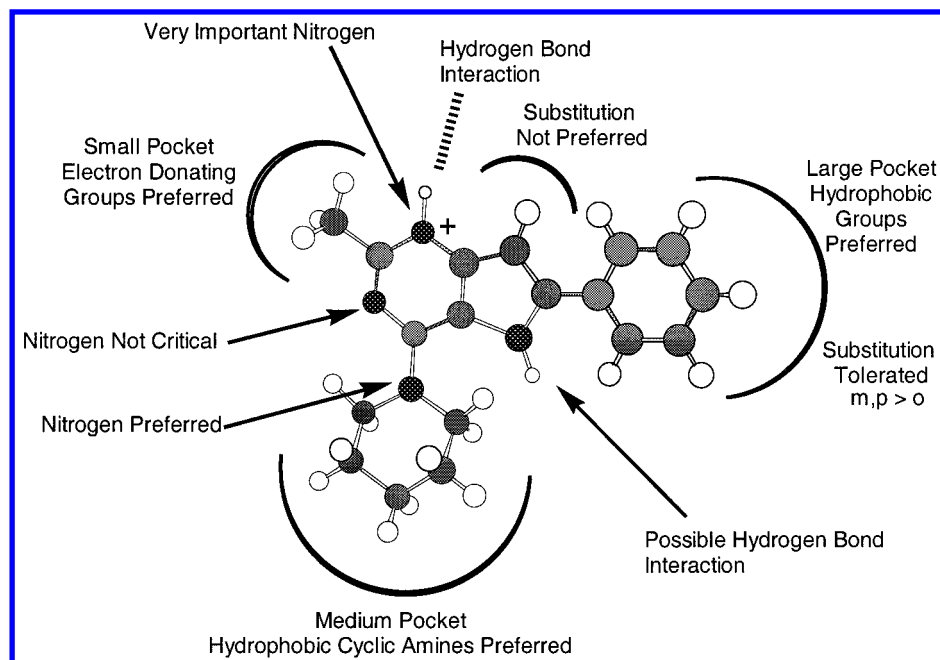 Very Important Nitrogen
Hydrogen Bond
Interaction
Substitution
Not Preferred
Small Pocket
Electron Donating
Groups Preferred
Large Pocket
Hydrophobic
Groups
Preferred
+
Nitrogen Not Critical
Substitution
Tolerated
m,p > o
Nitrogen Preferred
Possible Hydrogen Bond
Interaction
Medium Pocket
Hydrophobic Cyclic Amines Preferred